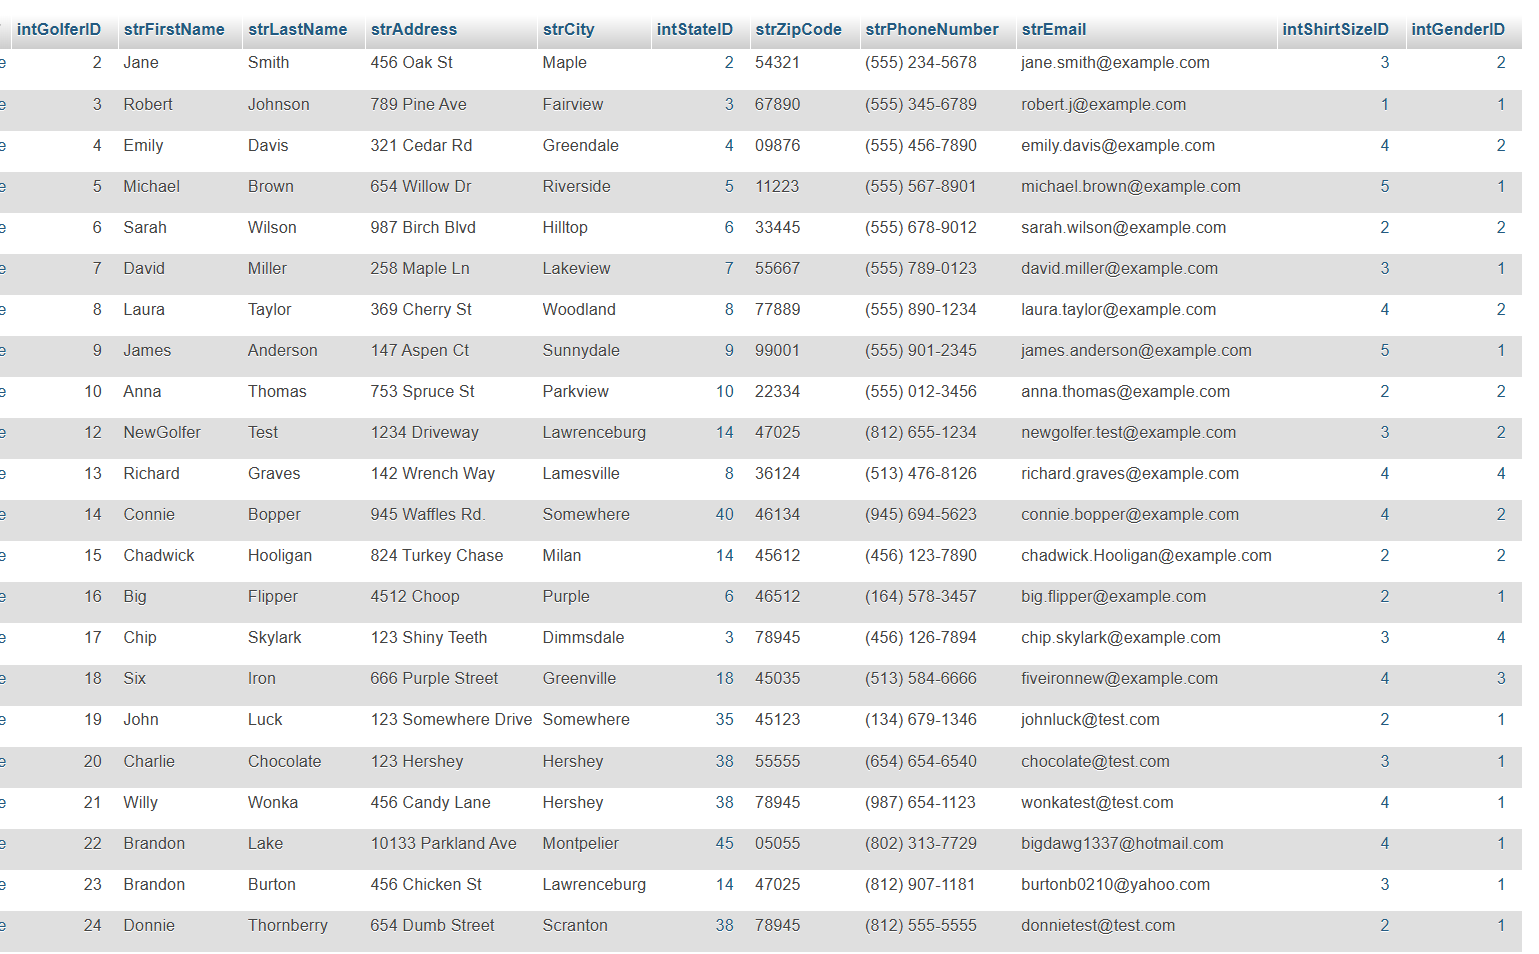 intGolferID strFirstName strLastName strAddress strCity intStateID strZipCode strPhoneNumber strEmail intShirtSizeID intGenderID
e 2 Jane Smith 456 Oak St Maple 2 54321 (555) 234-5678 jane.smith@example.com 3 2
e 3 Robert Johnson 789 Pine Ave Fairview 3 67890 (555) 345-6789 robert.j@example.com 1 1
e 4 Emily Davis 321 Cedar Rd Greendale 4 09876 (555) 456-7890 emily.davis@example.com 4 2
e 5 Michael Brown 654 Willow Dr Riverside 5 11223 (555) 567-8901 michael.brown@example.com 5 1
e 6 Sarah Wilson 987 Birch Blvd Hilltop 6 33445 (555) 678-9012 sarah.wilson@example.com 2 2
e 7 David Miller 258 Maple Ln Lakeview 7 55667 (555) 789-0123 david.miller@example.com 3 1
e 8 Laura Taylor 369 Cherry St Woodland 8 77889 (555) 890-1234 laura.taylor@example.com 4 2
e 9 James Anderson 147 Aspen Ct Sunnydale 9 99001 (555) 901-2345 james.anderson@example.com 5 1
e 10 Anna Thomas 753 Spruce St Parkview 10 22334 (555) 012-3456 anna.thomas@example.com 2 2
e 12 NewGolfer Test 1234 Driveway Lawrenceburg 14 47025 (812) 655-1234 newgolfer.test@example.com 3 2
e 13 Richard Graves 142 Wrench Way Lamesville 8 36124 (513) 476-8126 richard.graves@example.com 4 4
e 14 Connie Bopper 945 Waffles Rd. Somewhere 40 46134 (945) 694-5623 connie.bopper@example.com 4 2
e 15 Chadwick Hooligan 824 Turkey Chase Milan 14 45612 (456) 123-7890 chadwick.Hooligan@example.com 2 2
e 16 Big Flipper 4512 Choop Purple 6 46512 (164) 578-3457 big.flipper@example.com 2 1
e 17 Chip Skylark 123 Shiny Teeth Dimmsdale 3 78945 (456) 126-7894 chip.skylark@example.com 3 4
e 18 Six Iron 666 Purple Street Greenville 18 45035 (513) 584-6666 fiveironnew@example.com 4 3
e 19 John Luck 123 Somewhere Drive Somewhere 35 45123 (134) 679-1346 johnluck@test.com 2 1
e 20 Charlie Chocolate 123 Hershey Hershey 38 55555 (654) 654-6540 chocolate@test.com 3 1
e 21 Willy Wonka 456 Candy Lane Hershey 38 78945 (987) 654-1123 wonkatest@test.com 4 1
e 22 Brandon Lake 10133 Parkland Ave Montpelier 45 05055 (802) 313-7729 bigdawg1337@hotmail.com 4 1
e 23 Brandon Burton 456 Chicken St Lawrenceburg 14 47025 (812) 907-1181 burtonb0210@yahoo.com 3 1
e 24 Donnie Thornberry 654 Dumb Street Scranton 38 78945 (812) 555-5555 donnietest@test.com 2 1